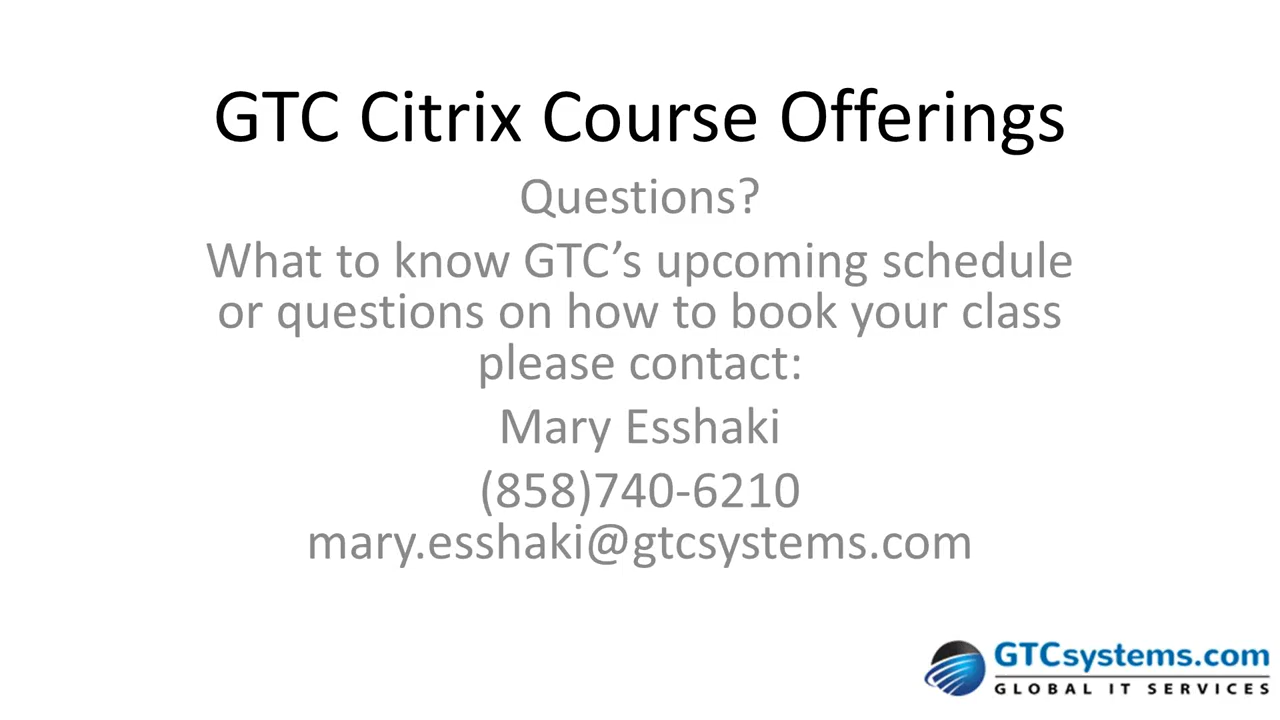 GTC Citrix Course Offerings
Questions?
What to know GTC’s upcoming schedule
or questions on how to book your class
please contact:
Mary Esshaki
(858)740-6210
mary.esshaki@gtcsystems.com
GTCsystems.com
GLOBAL IT SERVICES